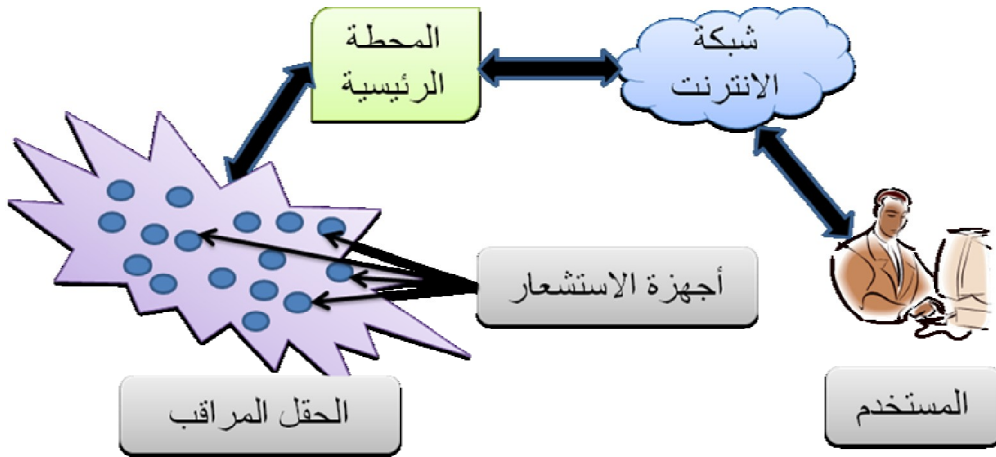 المحطة
الرئيسية
شبكة
الانترنت
أجهزة الاستشعار
الحقل المراقب
المستخدم